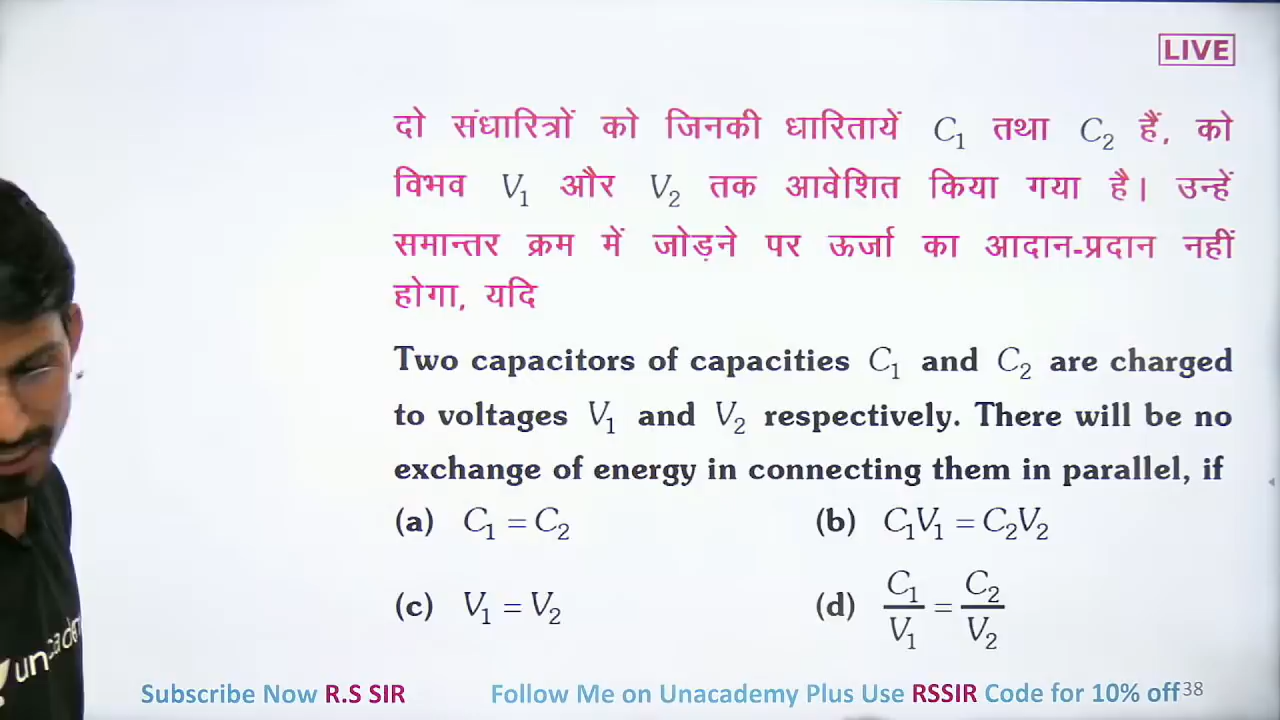 LIVE
दो संधारित्रों को जिनकी धारितायें C₁ तथा C₂ हैं, को
विभव V₁ और V₂ तक आवेशित किया गया है। उन्हें
समान्तर क्रम में जोड़ने पर ऊर्जा का आदान-प्रदान नहीं
होगा, यदि
Two capacitors of capacities C₁ and C₂ are charged
to voltages V₁ and V₂ respectively. There will be no
exchange of energy in connecting them in parallel, if
(a) C₁ = C₂ (b) C₁V₁ = C₂V₂
(c) V₁ = V₂ (d) C₁/V₁ = C₂/V₂
Subscribe Now R.S SIR Follow Me on Unacademy Plus Use RSSIR Code for 10% off 38